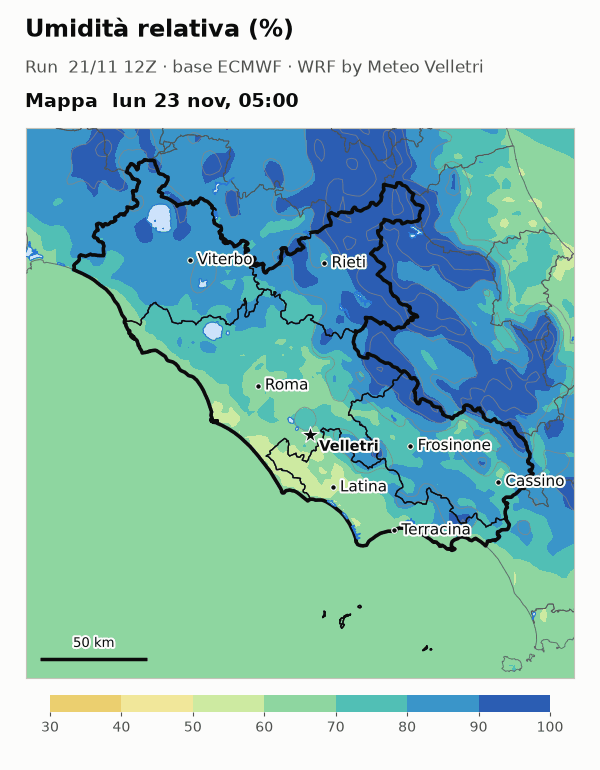 Umidità relativa (%)
Run  21/11 12Z · base ECMWF · WRF by Meteo Velletri
Mappa  lun 23 nov, 05:00
Viterbo
Rieti
Roma
Velletri
Frosinone
Latina
Cassino
Terracina
50 km
30 40 50 60 70 80 90 100